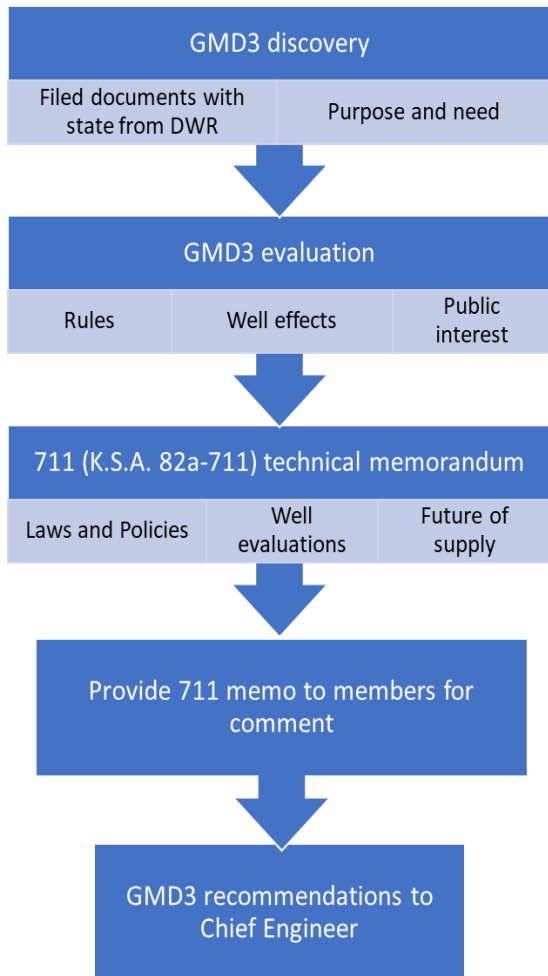 GMD3 discovery
Filed documents with
state from DWR
Purpose and need
GMD3 evaluation
Rules
Well effects
Public
interest
711 (K.S.A. 82a-711) technical memorandum
Laws and Policies
Well
evaluations
Future of
supply
Provide 711 memo to members for
comment
GMD3 recommendations to
Chief Engineer